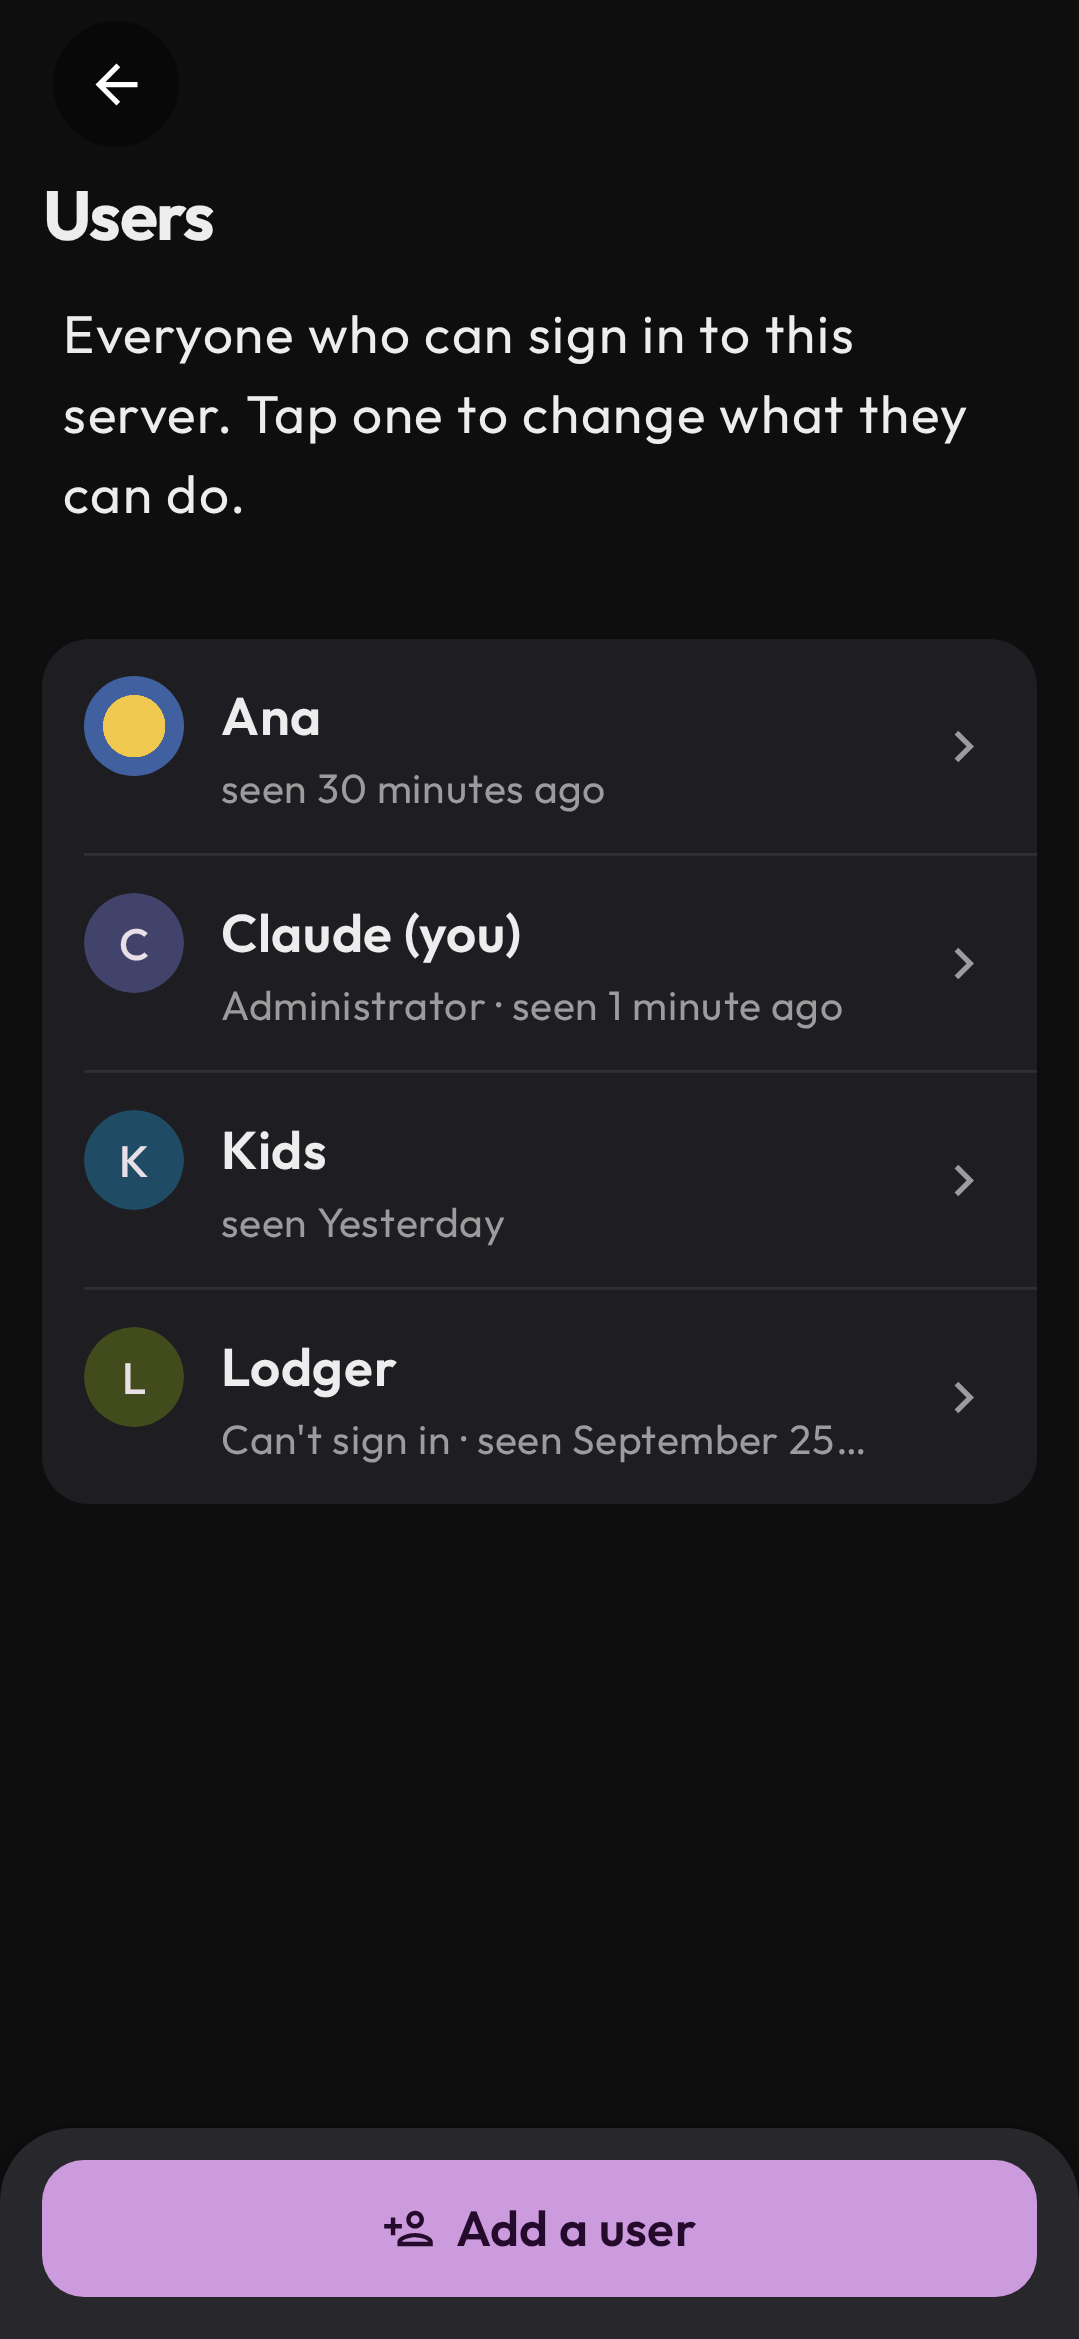 Users
Everyone who can sign in to this
server. Tap one to change what they
can do.
Ana
seen 30 minutes ago
C
Claude (you)
Administrator · seen 1 minute ago
K
Kids
seen Yesterday
L
Lodger
Can't sign in · seen September 25…
Add a user